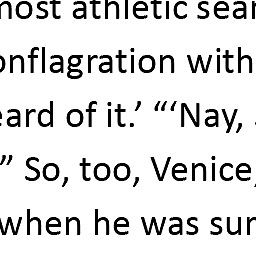 most athletic sear
onflagration with
eard of it.’ “‘Nay,
” So, too, Venice,
when he was sur